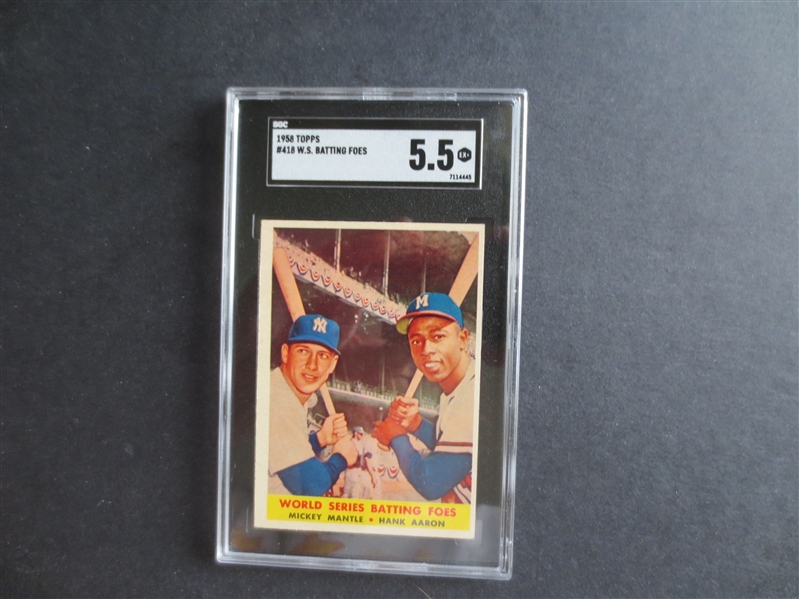 SGC
1958 TOPPS
#418 W.S. BATTING FOES
5.5
EX+
7114445
NY
M
WORLD SERIES BATTING FOES
MICKEY MANTLE • HANK AARON